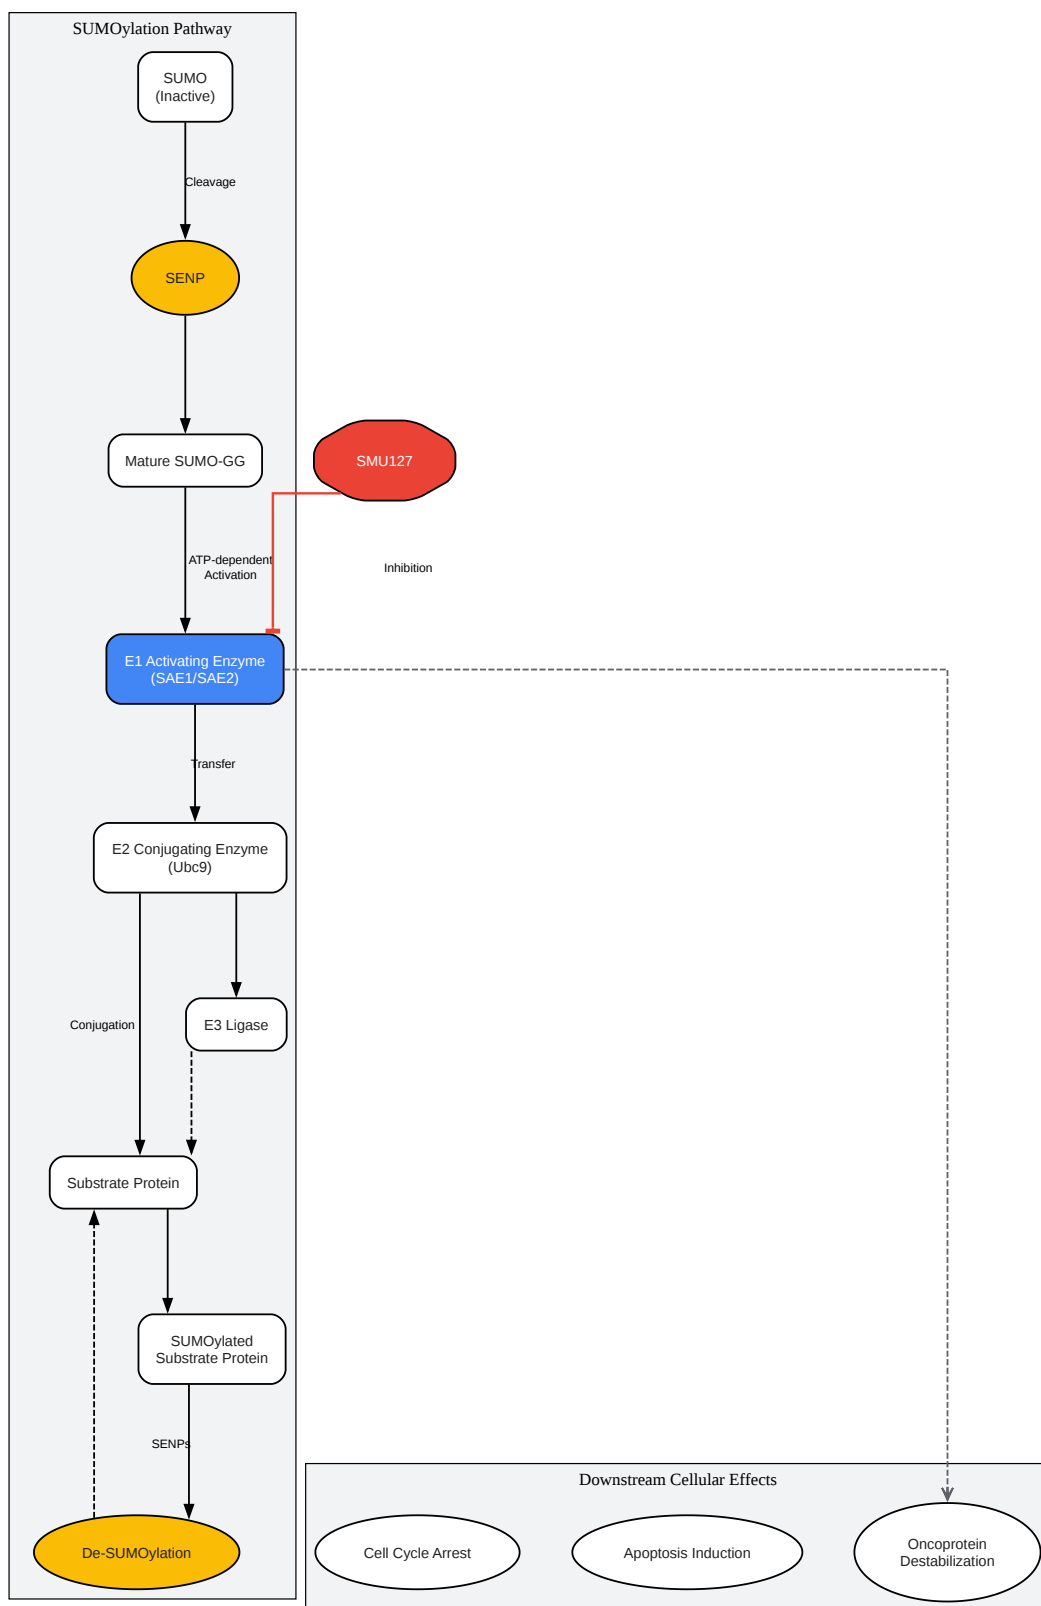 SUMOylation Pathway
SUMO
(Inactive)
Cleavage
SENP
Mature SUMO-GG
SMU127
ATP-dependent
Activation
Inhibition
E1 Activating Enzyme
(SAE1/SAE2)
Transfer
E2 Conjugating Enzyme
(Ubc9)
Conjugation
E3 Ligase
Substrate Protein
SUMOylated
Substrate Protein
SENPs
De-SUMOylation
Downstream Cellular Effects
Cell Cycle Arrest
Apoptosis Induction
Oncoprotein
Destabilization